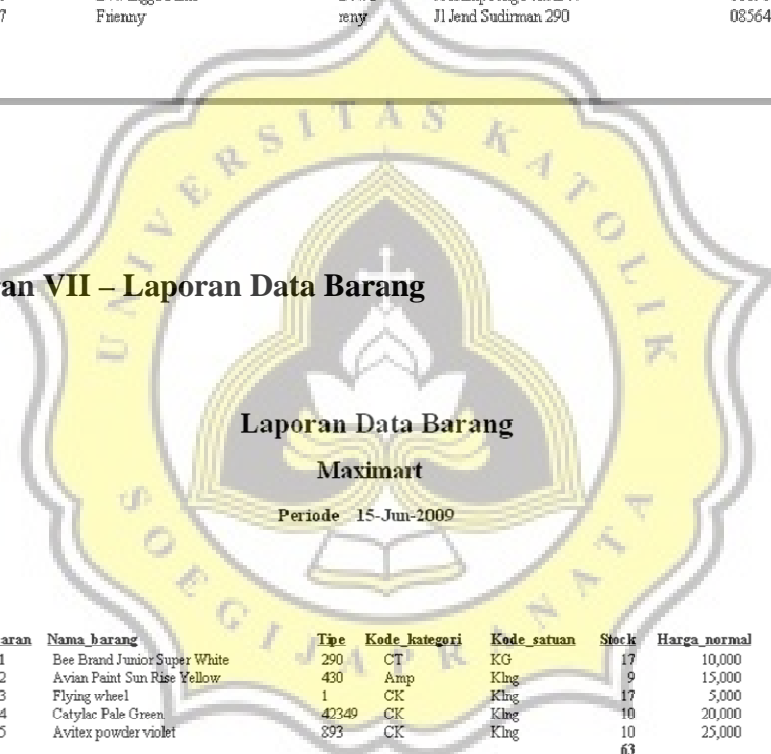 7 Frienny reny Jl Jend Sudirman 290 08564
UNIVERSITAS KATOLIK
SOEGIJAPRANATA
an VII – Laporan Data Barang
Laporan Data Barang
Maximart
Periode 15-Jun-2009
aran Nama_barang Tipe Kode_kategori Kode_satuan Stock Harga_normal
1 Bee Brand Junior Super White 290 CT KG 17 10,000
2 Avian Paint Sun Rise Yellow 430 Amp Klng 9 15,000
3 Flying wheel 1 CK Klng 17 5,000
4 Catylac Pale Green 42349 CK Klng 10 20,000
5 Avitex powder violet 893 CK Klng 10 25,000
63